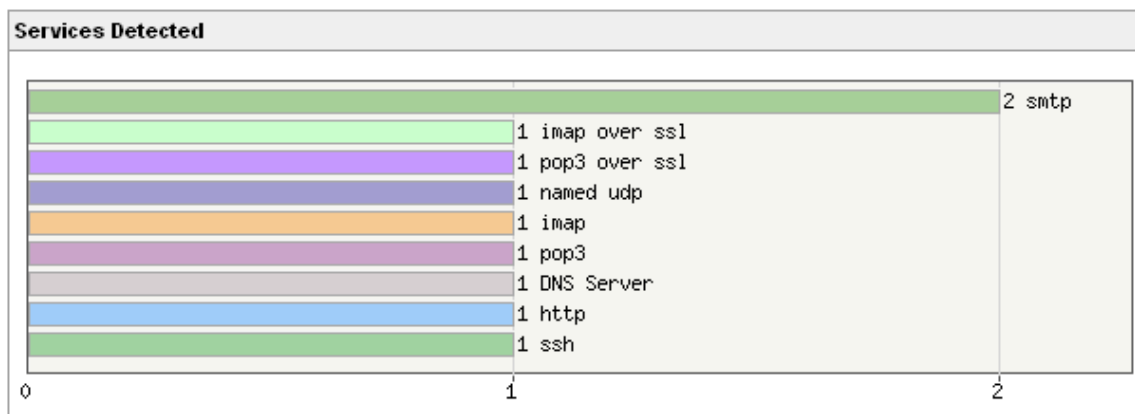 Services Detected
2 smtp
1 imap over ssl
1 pop3 over ssl
1 named udp
1 imap
1 pop3
1 DNS Server
1 http
1 ssh
0 1 2